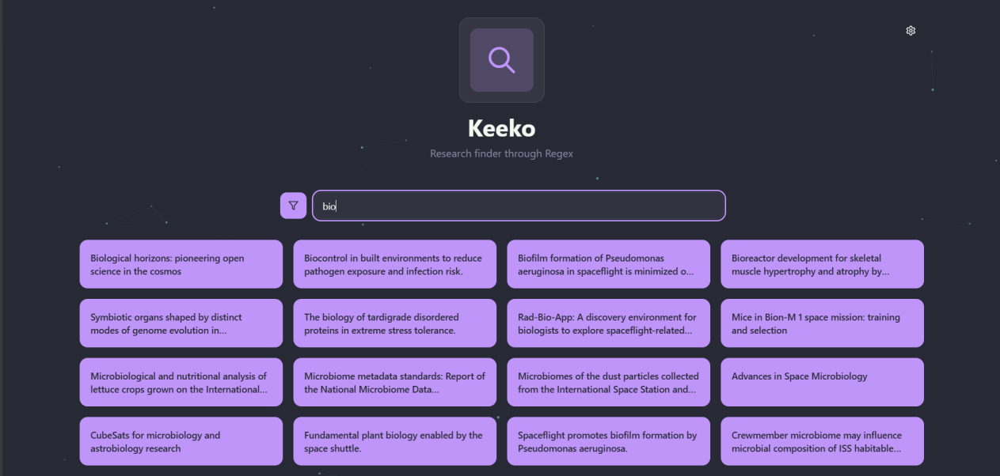 Keeko
Research finder through Regex
bio
Biological horizons: pioneering open
science in the cosmos
Biocontrol in built environments to reduce
pathogen exposure and infection risk.
Biofilm formation of Pseudomonas
aeruginosa in spaceflight is minimized o...
Bioreactor development for skeletal
muscle hypertrophy and atrophy by...
Symbiotic organs shaped by distinct
modes of genome evolution in...
The biology of tardigrade disordered
proteins in extreme stress tolerance.
Rad-Bio-App: A discovery environment for
biologists to explore spaceflight-related...
Mice in Bion-M 1 space mission: training
and selection
Microbiological and nutritional analysis of
lettuce crops grown on the International...
Microbiome metadata standards: Report of
the National Microbiome Data...
Microbiomes of the dust particles collected
from the International Space Station and...
Advances in Space Microbiology
CubeSats for microbiology and
astrobiology research
Fundamental plant biology enabled by the
space shuttle.
Spaceflight promotes biofilm formation by
Pseudomonas aeruginosa.
Crewmember microbiome may influence
microbial composition of ISS habitable...